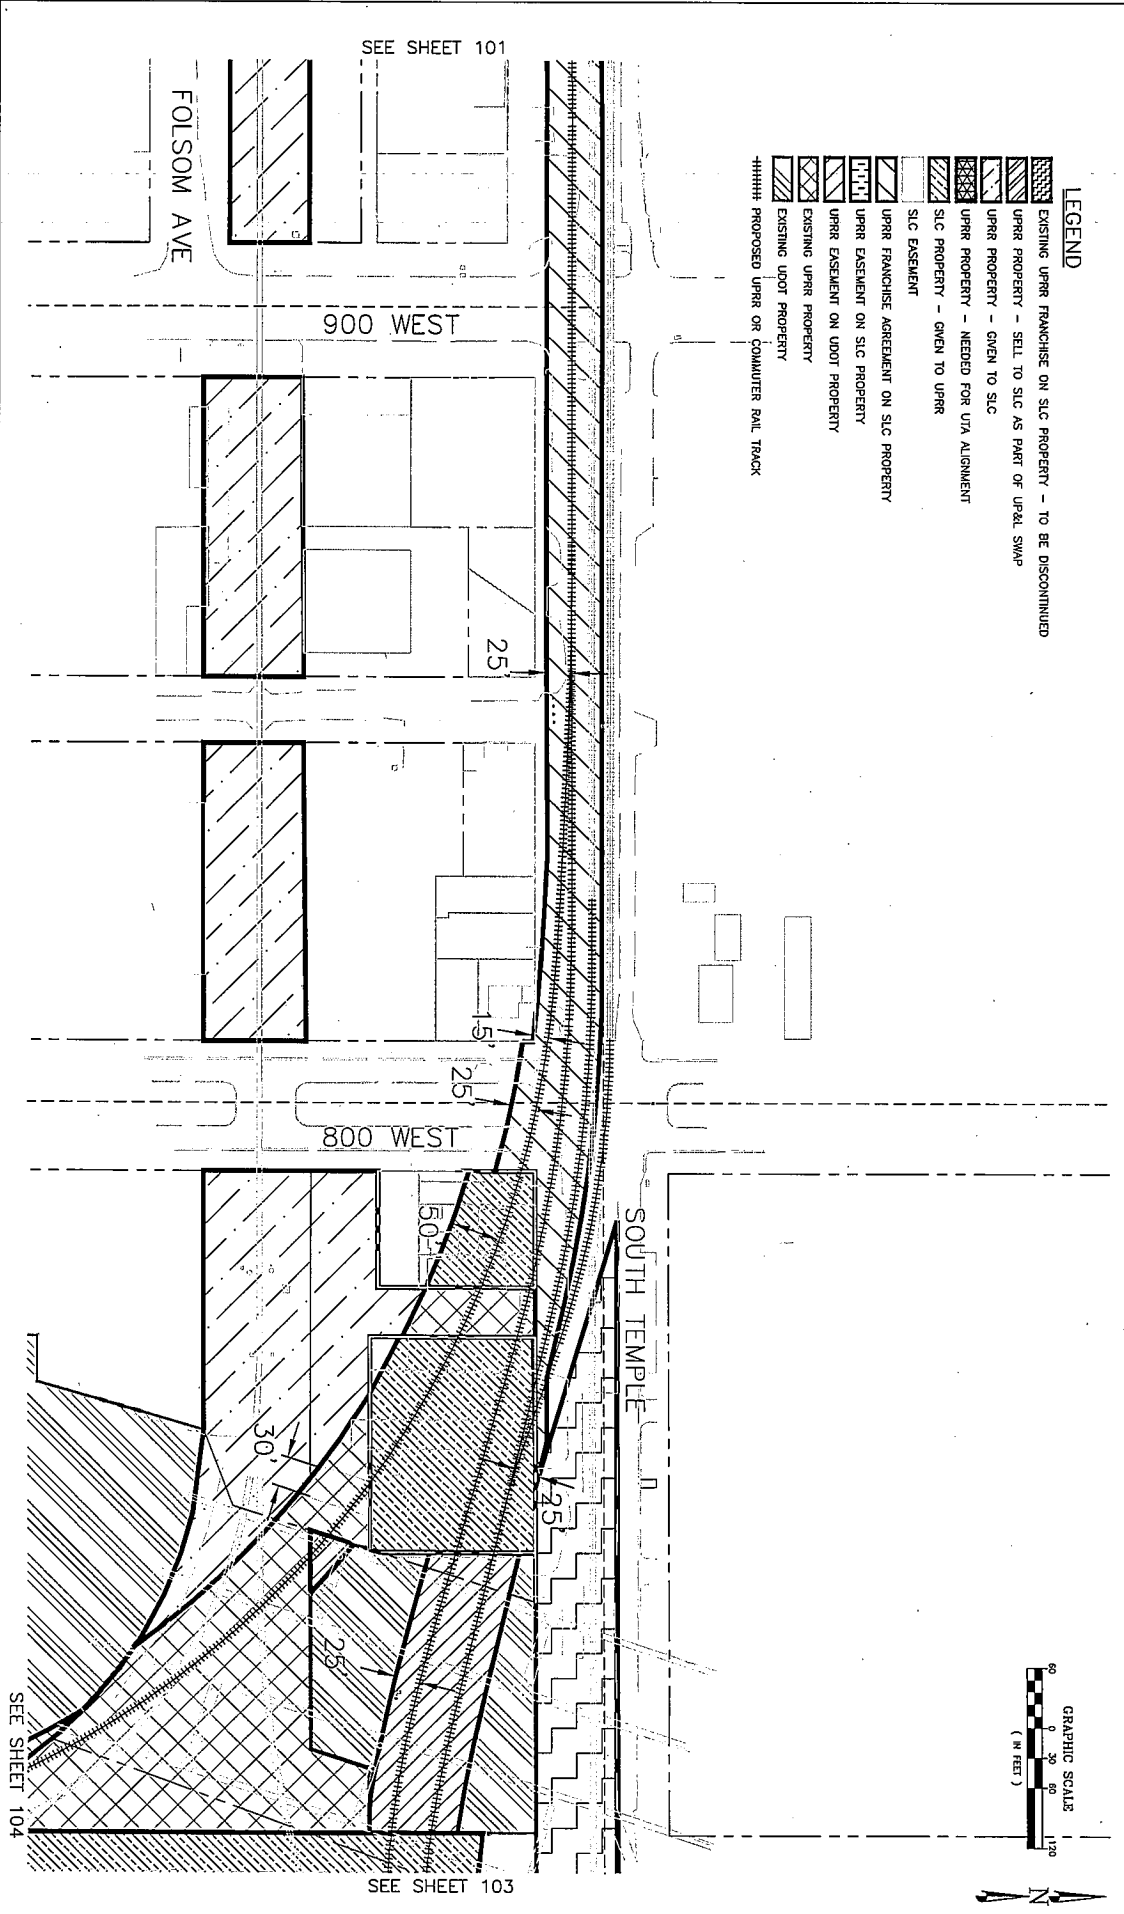 SEE SHEET 101
LEGEND
EXISTING UPRR FRANCHISE ON SLC PROPERTY - TO BE DISCONTINUED
UPRR PROPERTY - SELL TO SLC AS PART OF UP&L SWAP
UPRR PROPERTY - GIVEN TO SLC
UPRR PROPERTY - NEEDED FOR UTA ALIGNMENT
SLC PROPERTY - GIVEN TO UPRR
SLC EASEMENT
UPRR FRANCHISE AGREEMENT ON SLC PROPERTY
UPRR EASEMENT ON SLC PROPERTY
UPRR EASEMENT ON UDOT PROPERTY
EXISTING UPRR PROPERTY
EXISTING UDOT PROPERTY
PROPOSED UPRR OR COMMUTER RAIL TRACK
FOLSOM AVE
900 WEST
25'
15'
25'
800 WEST
50'
SOUTH TEMPLE
30'
25'
25'
GRAPHIC SCALE
60 0 30 60 120
( IN FEET )
N
SEE SHEET 104
SEE SHEET 103